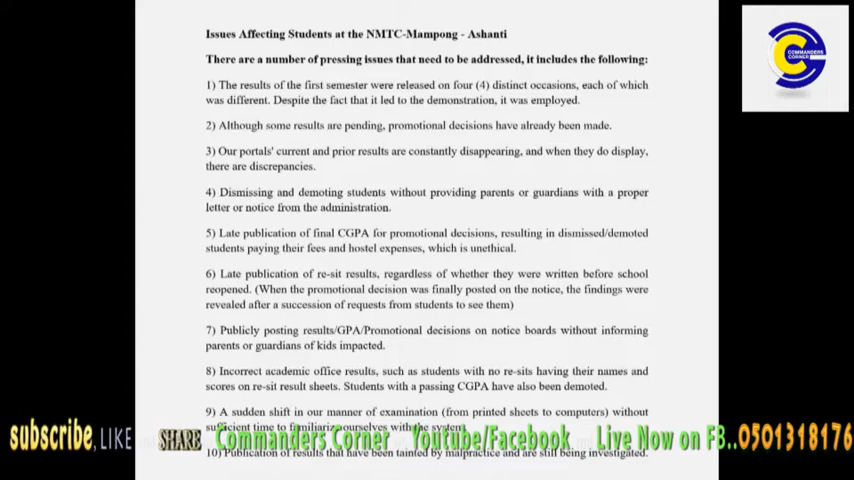 Issues Affecting Students at the NMTC-Mampong - Ashanti
There are a number of pressing issues that need to be addressed, it includes the following:
1) The results of the first semester were released on four (4) distinct occasions, each of which
was different. Despite the fact that it led to the demonstration, it was employed.
2) Although some results are pending, promotional decisions have already been made.
3) Our portals' current and prior results are constantly disappearing, and when they do display,
there are discrepancies.
4) Dismissing and demoting students without providing parents or guardians with a proper
letter or notice from the administration.
5) Late publication of final CGPA for promotional decisions, resulting in dismissed/demoted
students paying their fees and hostel expenses, which is unethical.
6) Late publication of re-sit results, regardless of whether they were written before school
reopened. (When the promotional decision was finally posted on the notice, the findings were
revealed after a succession of requests from students to see them)
7) Publicly posting results/GPA/Promotional decisions on notice boards without informing
parents or guardians of kids impacted.
8) Incorrect academic office results, such as students with no re-sits having their names and
scores on re-sit result sheets. Students with a passing CGPA have also been demoted.
9) A sudden shift in our manner of examination (from printed sheets to computers) without
sufficient time to familiarize ourselves with the system
10) Publication of results that have been tainted by malpractice and are still being investigated.
COMMANDERS
CORNER
subscribe, LIKE SHARE Commanders Corner Youtube/Facebook Live Now on FB..0501318176